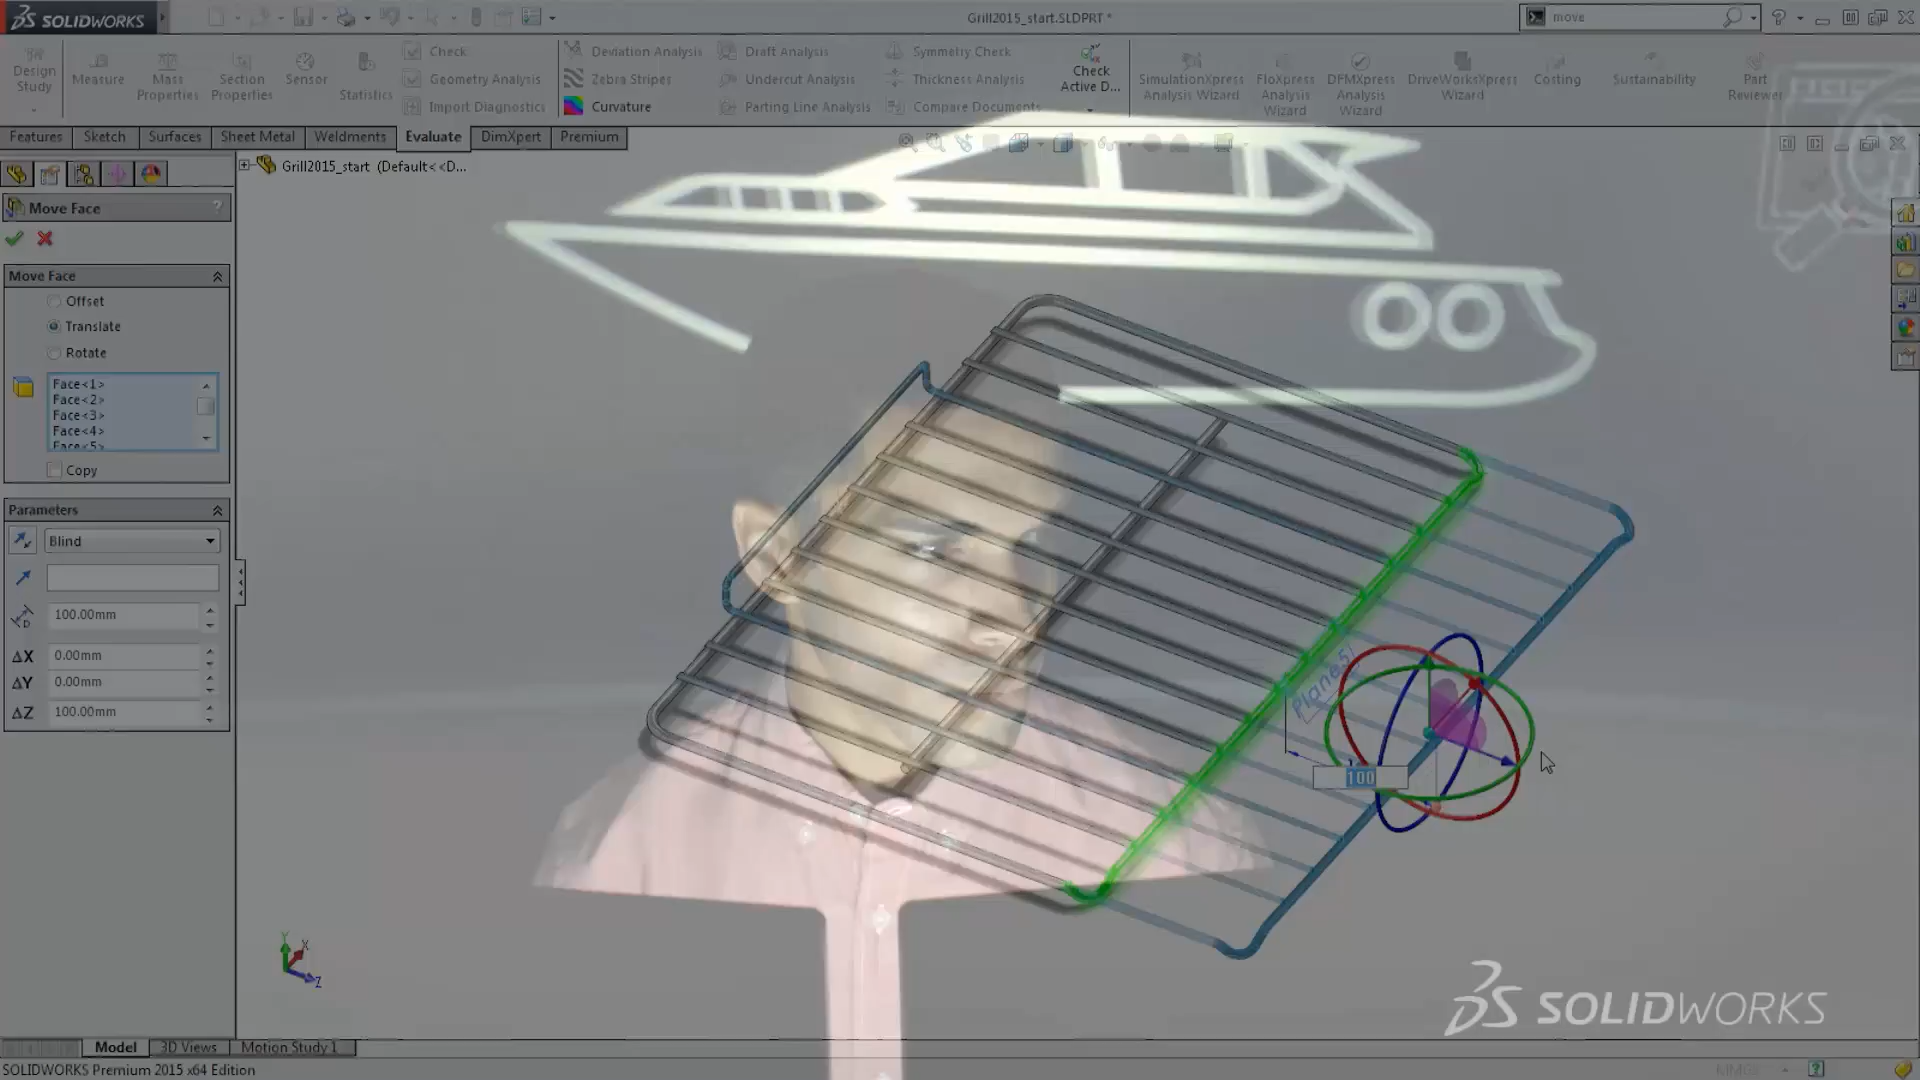 SOLIDWORKS
Grill2015_start.SLDPRT *
move
Design Study
Measure
Mass Properties
Section Properties
Sensor
Statistics
Check
Geometry Analysis
Import Diagnostics
Deviation Analysis
Zebra Stripes
Curvature
Draft Analysis
Undercut Analysis
Parting Line Analysis
Symmetry Check
Thickness Analysis
Compare Documents
Check Active D...
SimulationXpress Analysis Wizard
FloXpress Analysis Wizard
DFMXpress Analysis Wizard
DriveWorksXpress Wizard
Costing
Sustainability
Part Reviewer
Features
Sketch
Surfaces
Sheet Metal
Weldments
Evaluate
DimXpert
Premium
Grill2015_start (Default<<D...
Move Face
?
Move Face
Offset
Translate
Rotate
Face<1>
Face<2>
Face<3>
Face<4>
Face<5>
Copy
Parameters
Blind
100.00mm
ΔX 0.00mm
ΔY 0.00mm
ΔZ 100.00mm
Plane5
100
Y
X
Z
SOLIDWORKS
Model
3D Views
Motion Study 1
SOLIDWORKS Premium 2015 x64 Edition